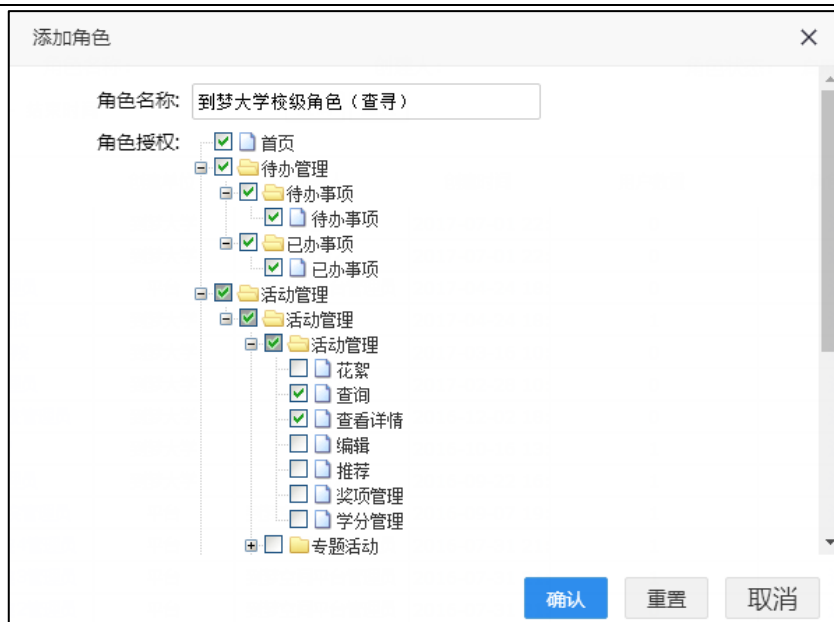 添加角色
角色名称: 到梦大学校级角色（查寻）
角色授权: 首页
待办管理
待办事项
待办事项
已办事项
已办事项
活动管理
活动管理
活动管理
花絮
查询
查看详情
编辑
推荐
奖项管理
学分管理
专题活动
确认 重置 取消